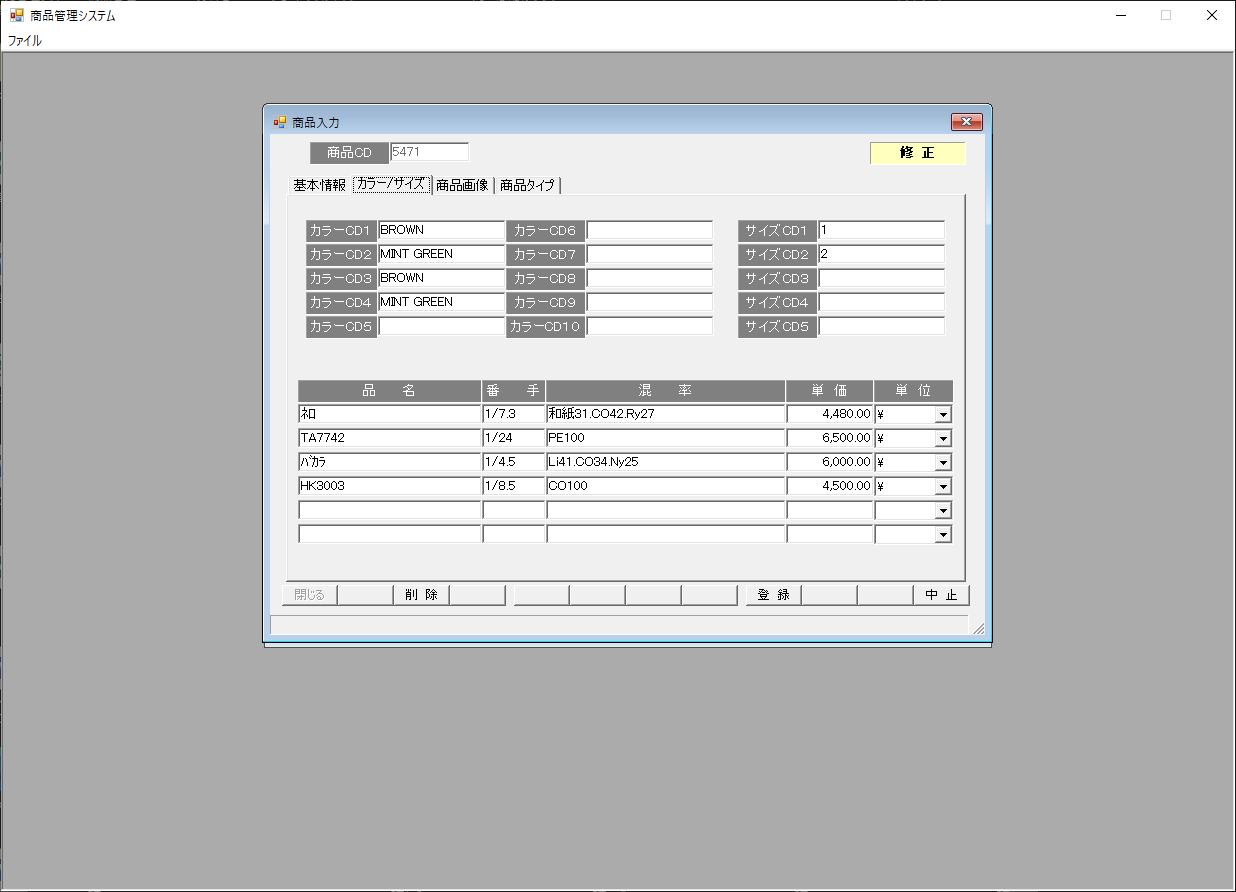 商品管理システム
ファイル
商品入力
商品CD 5471 修 正
基本情報 カラー/サイズ 商品画像 商品タイプ
カラーCD1 BROWN カラーCD6 サイズCD1 1
カラーCD2 MINT GREEN カラーCD7 サイズCD2 2
カラーCD3 BROWN カラーCD8 サイズCD3
カラーCD4 MINT GREEN カラーCD9 サイズCD4
カラーCD5 カラーCD10 サイズCD5
品 名 番 手 混 率 単 価 単 位
ﾈﾛ 1/7.3 和紙31.CO42.Ry27 4,480.00 ¥
TA7742 1/24 PE100 6,500.00 ¥
ﾊﾞｶﾗ 1/4.5 Li41.CO34.Ny25 6,000.00 ¥
HK3003 1/8.5 CO100 4,500.00 ¥
閉じる 削 除 登 録 中 止